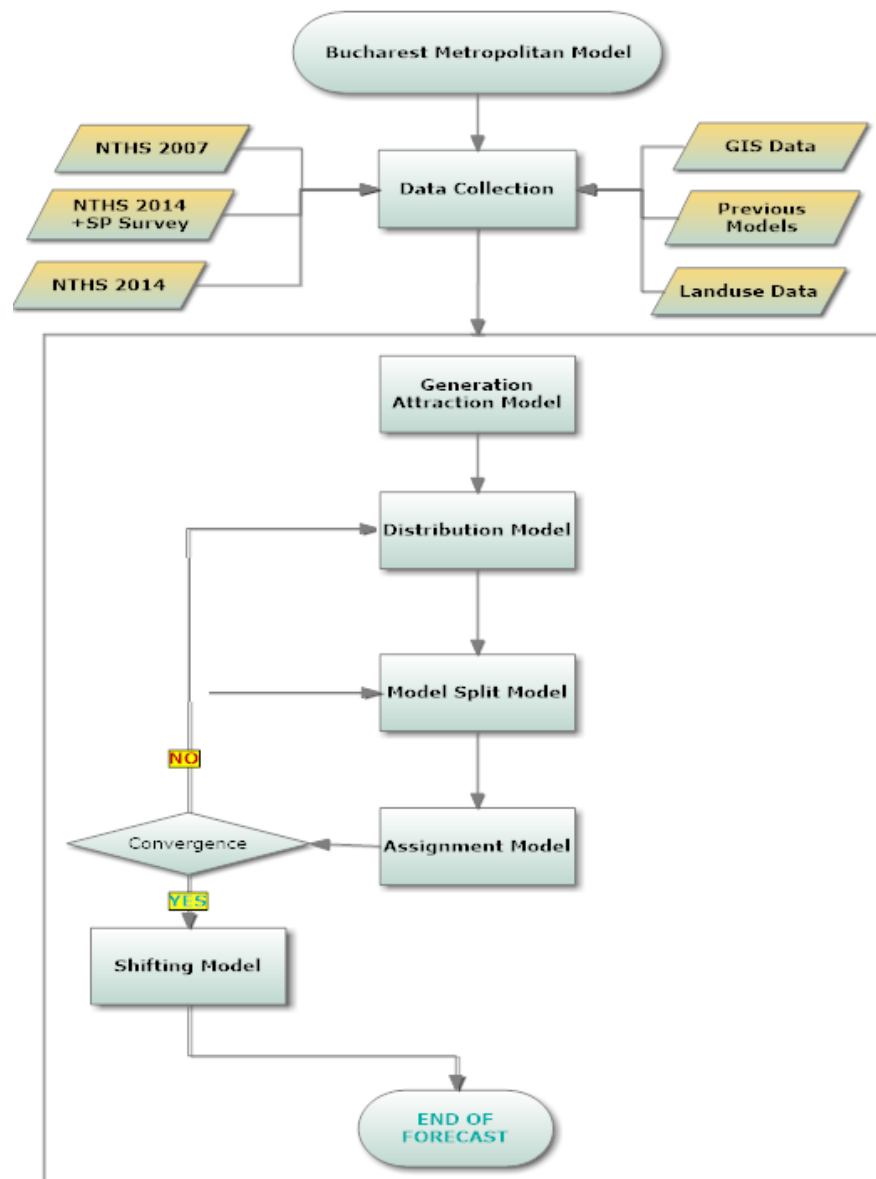 Bucharest Metropolitan Model
NTHS 2007
NTHS 2014
+SP Survey
NTHS 2014
Data Collection
GIS Data
Previous
Models
Landuse Data
Generation
Attraction Model
Distribution Model
Model Split Model
NO
Convergence
Assignment Model
YES
Shifting Model
END OF
FORECAST